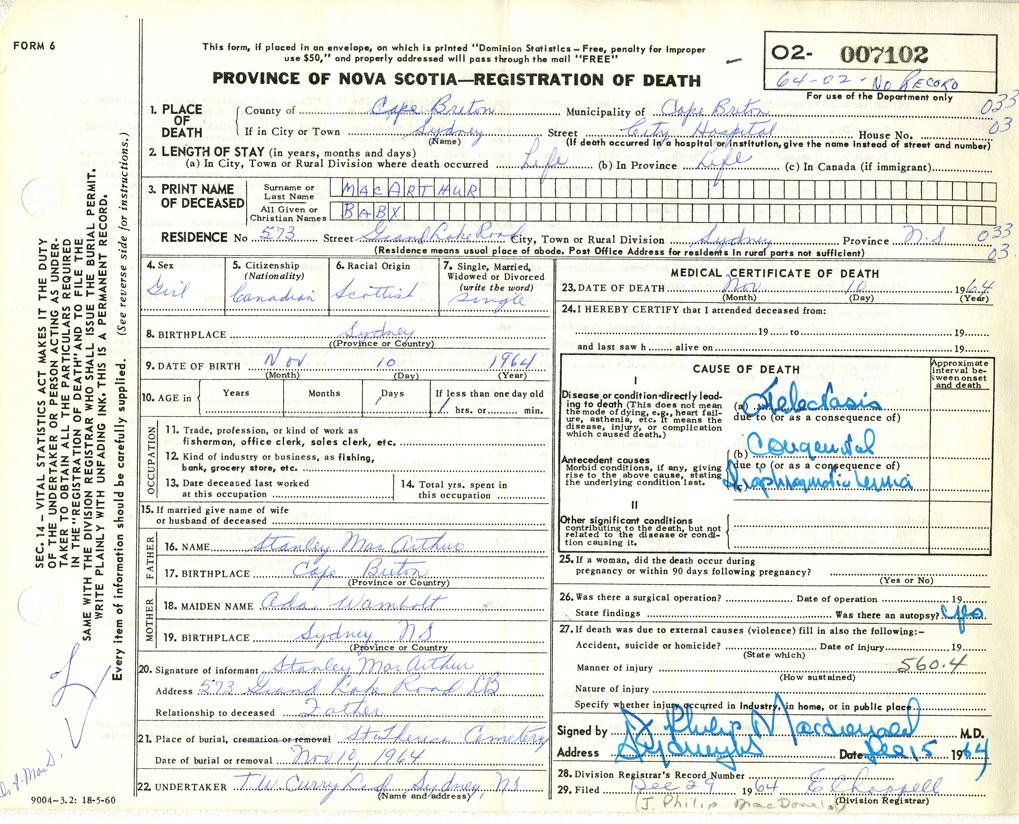 FORM 6
This form, if placed in an envelope, on which is printed "Dominion Statistics – Free, penalty for improper
use $50," and properly addressed will pass through the mail "FREE"
PROVINCE OF NOVA SCOTIA—REGISTRATION OF DEATH
02- 007102
64-02-No RECORD
For use of the Department only
1. PLACE OF DEATH
County of Cape Breton Municipality of Cape Breton 033
If in City or Town Sydney Street City Hospital House No. 03
(Name) (If death occurred in a hospital or institution, give the name instead of street and number)
2. LENGTH OF STAY (in years, months and days)
(a) In City, Town or Rural Division where death occurred Life (b) In Province Life (c) In Canada (if immigrant)
3. PRINT NAME OF DECEASED
Surname or Last Name MACARTHUR
All Given or Christian Names BABY
RESIDENCE No 573 Street Grand Lake Road City, Town or Rural Division Sydney Province N.S 033
(Residence means usual place of abode. Post Office Address for residents in rural parts not sufficient) 03
4. Sex
Girl
5. Citizenship (Nationality)
Canadian
6. Racial Origin
Scottish
7. Single, Married, Widowed or Divorced (write the word)
Single
8. BIRTHPLACE Sydney
(Province or Country)
9. DATE OF BIRTH Nov 10 1964
(Month) (Day) (Year)
10. AGE in Years Months Days If less than one day old
1 hrs. or min.
OCCUPATION
11. Trade, profession, or kind of work as
fisherman, office clerk, sales clerk, etc.
12. Kind of industry or business, as fishing,
bank, grocery store, etc.
13. Date deceased last worked at this occupation
14. Total yrs. spent in this occupation
15. If married give name of wife
or husband of deceased
FATHER
16. NAME Stanley MacArthur
17. BIRTHPLACE Cape Breton
(Province or Country)
MOTHER
18. MAIDEN NAME Ada Wambolt
19. BIRTHPLACE Sydney NS
(Province or Country)
20. Signature of informant Stanley MacArthur
Address 573 Grand Lake Road CB
Relationship to deceased Father
21. Place of burial, cremation or removal St Theresa Cemetery
Date of burial or removal Nov 10, 1964
22. UNDERTAKER T.W. Curry Ltd Sydney, NS
(Name and address)
9004-3.2: 18-5-60
MEDICAL CERTIFICATE OF DEATH
23. DATE OF DEATH Nov 10 1964
(Month) (Day) (Year)
24. I HEREBY CERTIFY that I attended deceased from:
19 to 19
and last saw h alive on 19
CAUSE OF DEATH
Approximate interval between onset and death
I
Disease or condition directly leading to death (This does not mean the mode of dying, e.g., heart failure, asthenia, etc. It means the disease, injury, or complication which caused death.)
(a) Atelectasis
due to (or as a consequence of)
Antecedent causes
Morbid conditions, if any, giving rise to the above cause, stating the underlying condition last.
(b) Congenital
due to (or as a consequence of)
(c) Diaphragmatic hernia
II
Other significant conditions
contributing to the death, but not related to the disease or condition causing it.
25. If a woman, did the death occur during
pregnancy or within 90 days following pregnancy?
(Yes or No)
26. Was there a surgical operation? Date of operation 19
State findings Was there an autopsy? yes
27. If death was due to external causes (violence) fill in also the following:–
Accident, suicide or homicide? Date of injury 19
(State which)
Manner of injury 560.4
(How sustained)
Nature of injury
Specify whether injury occurred in industry, in home, or in public place
Signed by J. Philip Macdonald M.D.
Address Sydney NS Date Dec 15 1964
28. Division Registrar's Record Number
29. Filed Dec 29 1964 E Chappell
(J. Philip MacDonald) (Division Registrar)
SEC. 14 – VITAL STATISTICS ACT MAKES IT THE DUTY
OF THE UNDERTAKER OR PERSON ACTING AS UNDER-
TAKER TO OBTAIN ALL THE PARTICULARS REQUIRED
IN THE "REGISTRATION OF DEATH" AND TO FILE THE
SAME WITH THE DIVISION REGISTRAR WHO SHALL ISSUE THE BURIAL PERMIT.
WRITE PLAINLY WITH UNFADING INK. THIS IS A PERMANENT RECORD.
Every item of information should be carefully supplied. (See reverse side for instructions.)